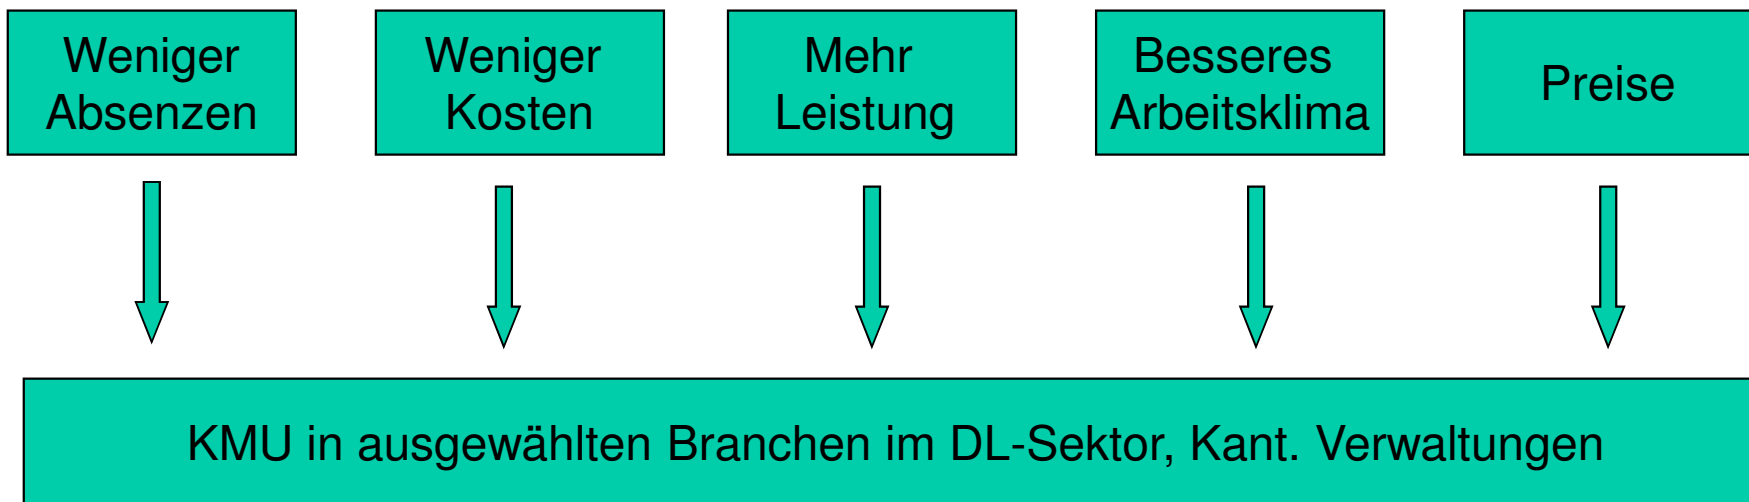 Weniger
Absenzen
Weniger
Kosten
Mehr
Leistung
Besseres
Arbeitsklima
Preise
KMU in ausgewählten Branchen im DL-Sektor, Kant. Verwaltungen